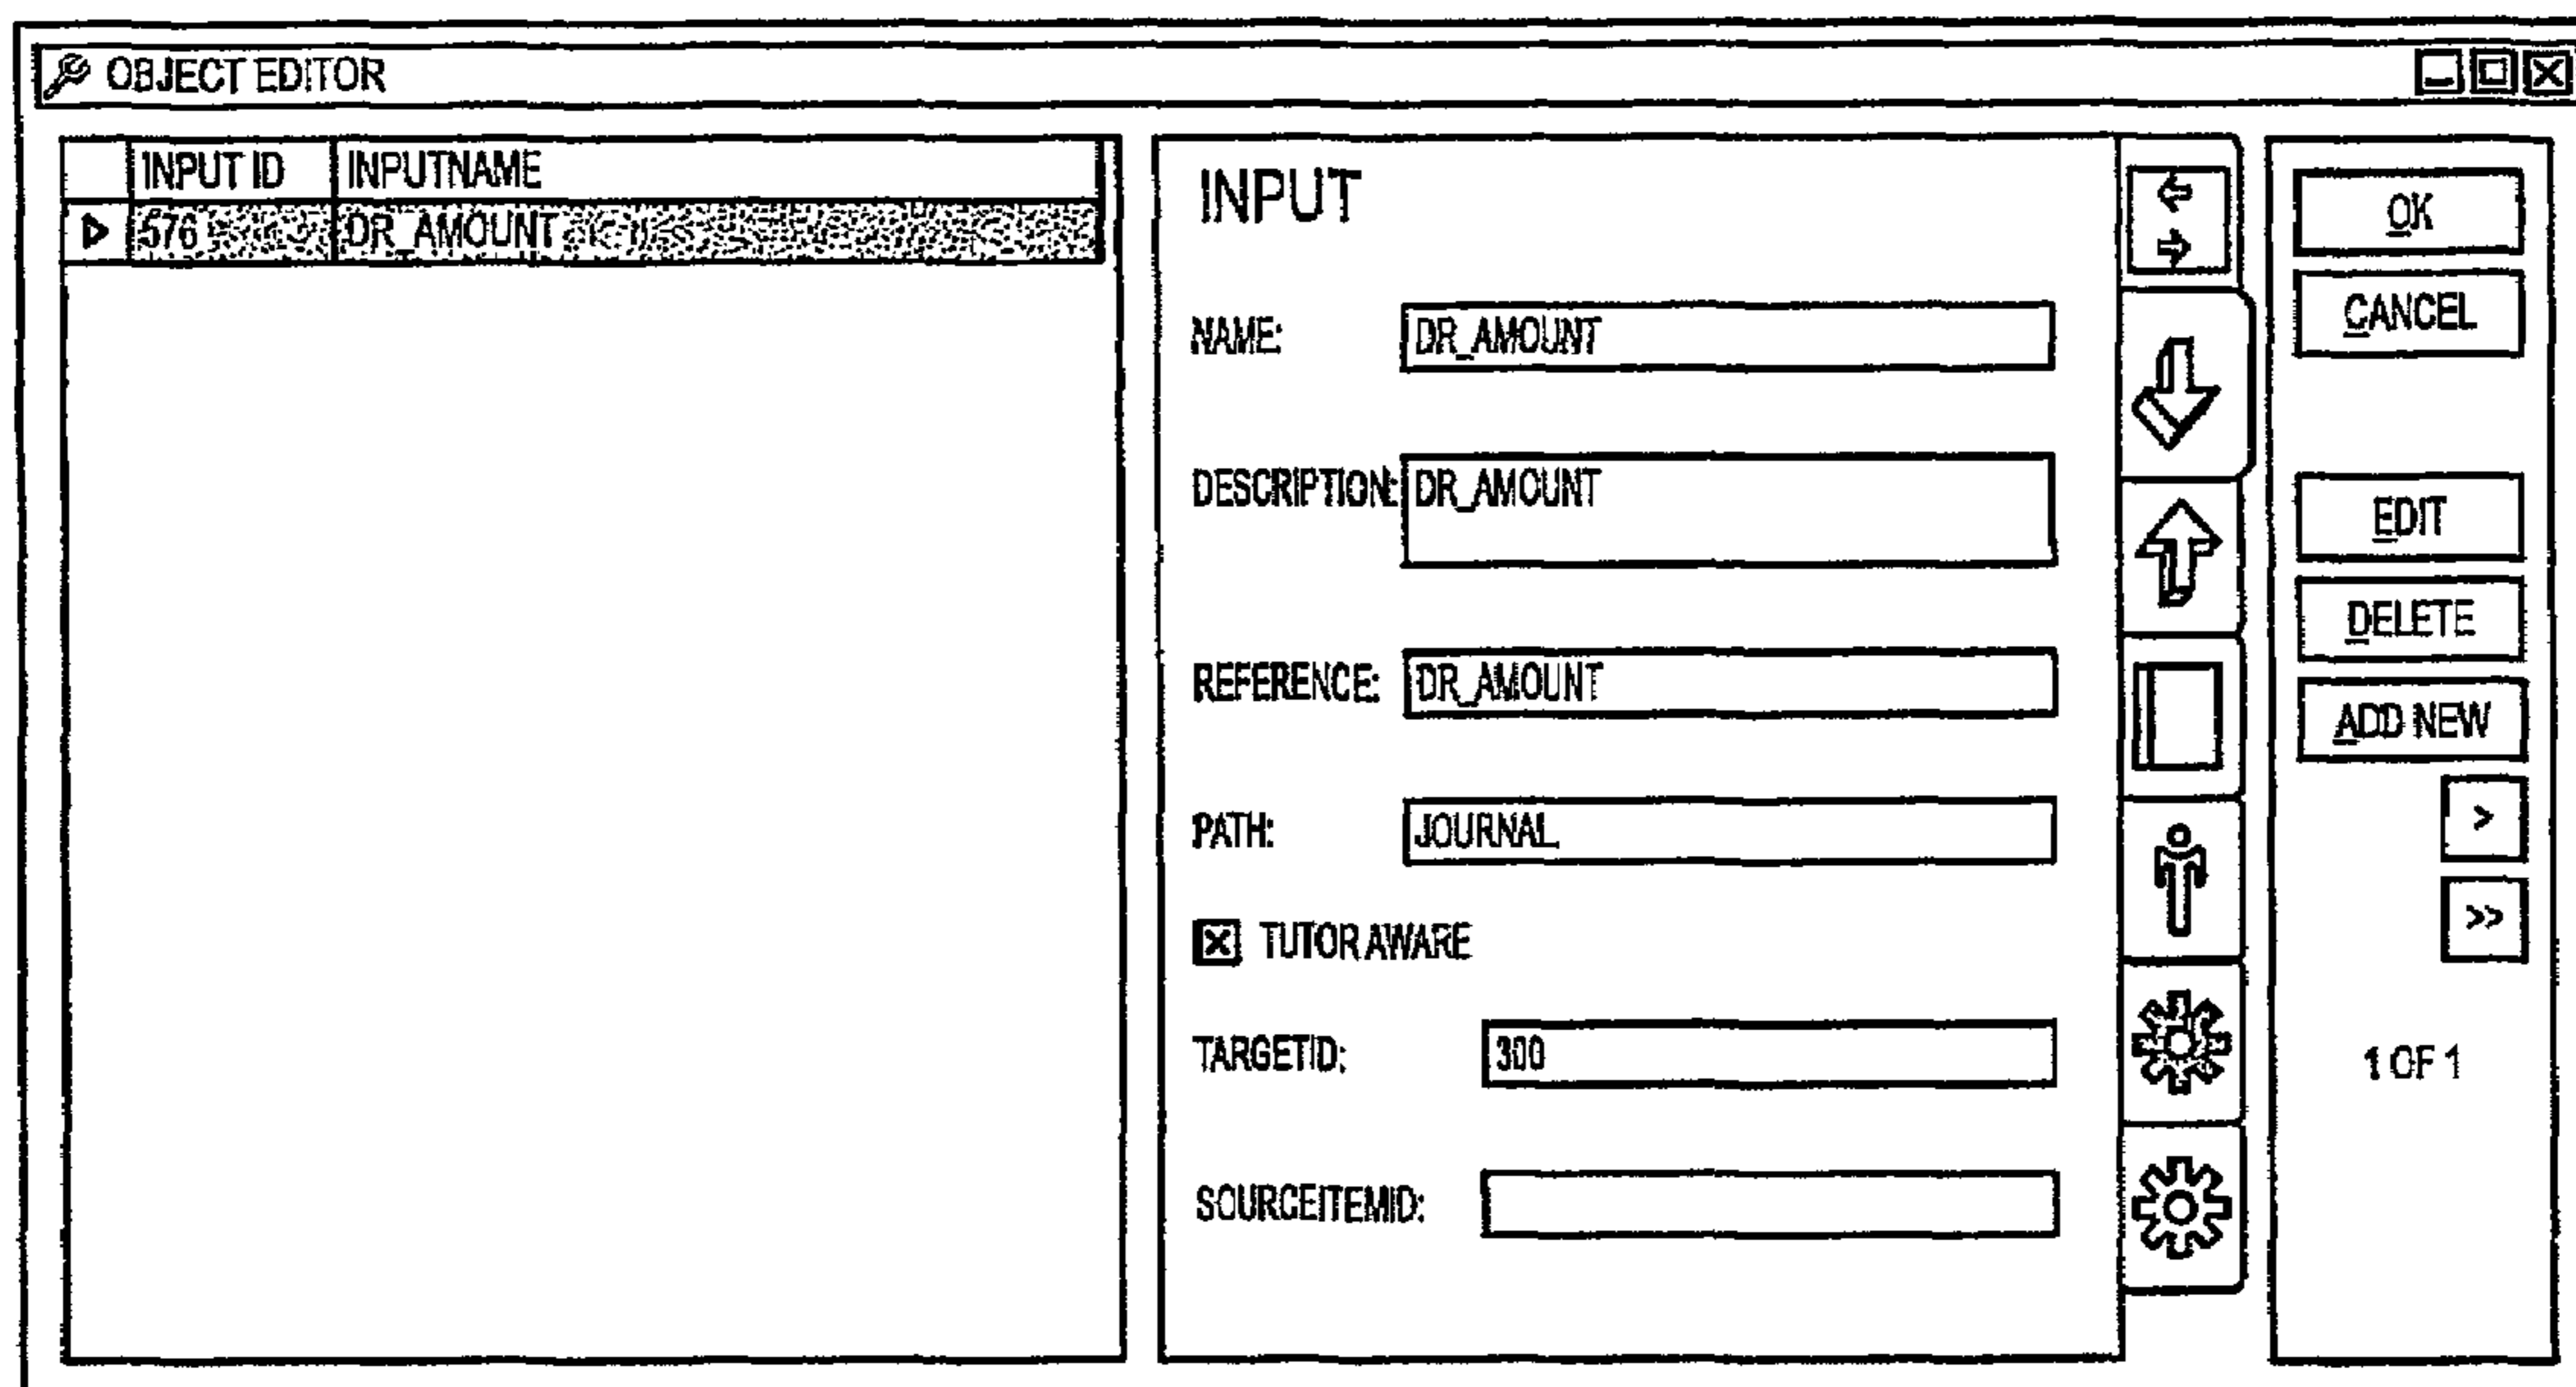 OBJECT EDITOR
INPUT ID INPUTNAME
576 DR_AMOUNT
INPUT
NAME: DR_AMOUNT
DESCRIPTION: DR_AMOUNT
REFERENCE: DR_AMOUNT
PATH: JOURNAL
TUTOR AWARE
TARGETID: 300
SOURCEITEMID:
OK
CANCEL
EDIT
DELETE
ADD NEW
>
>>
1 OF 1